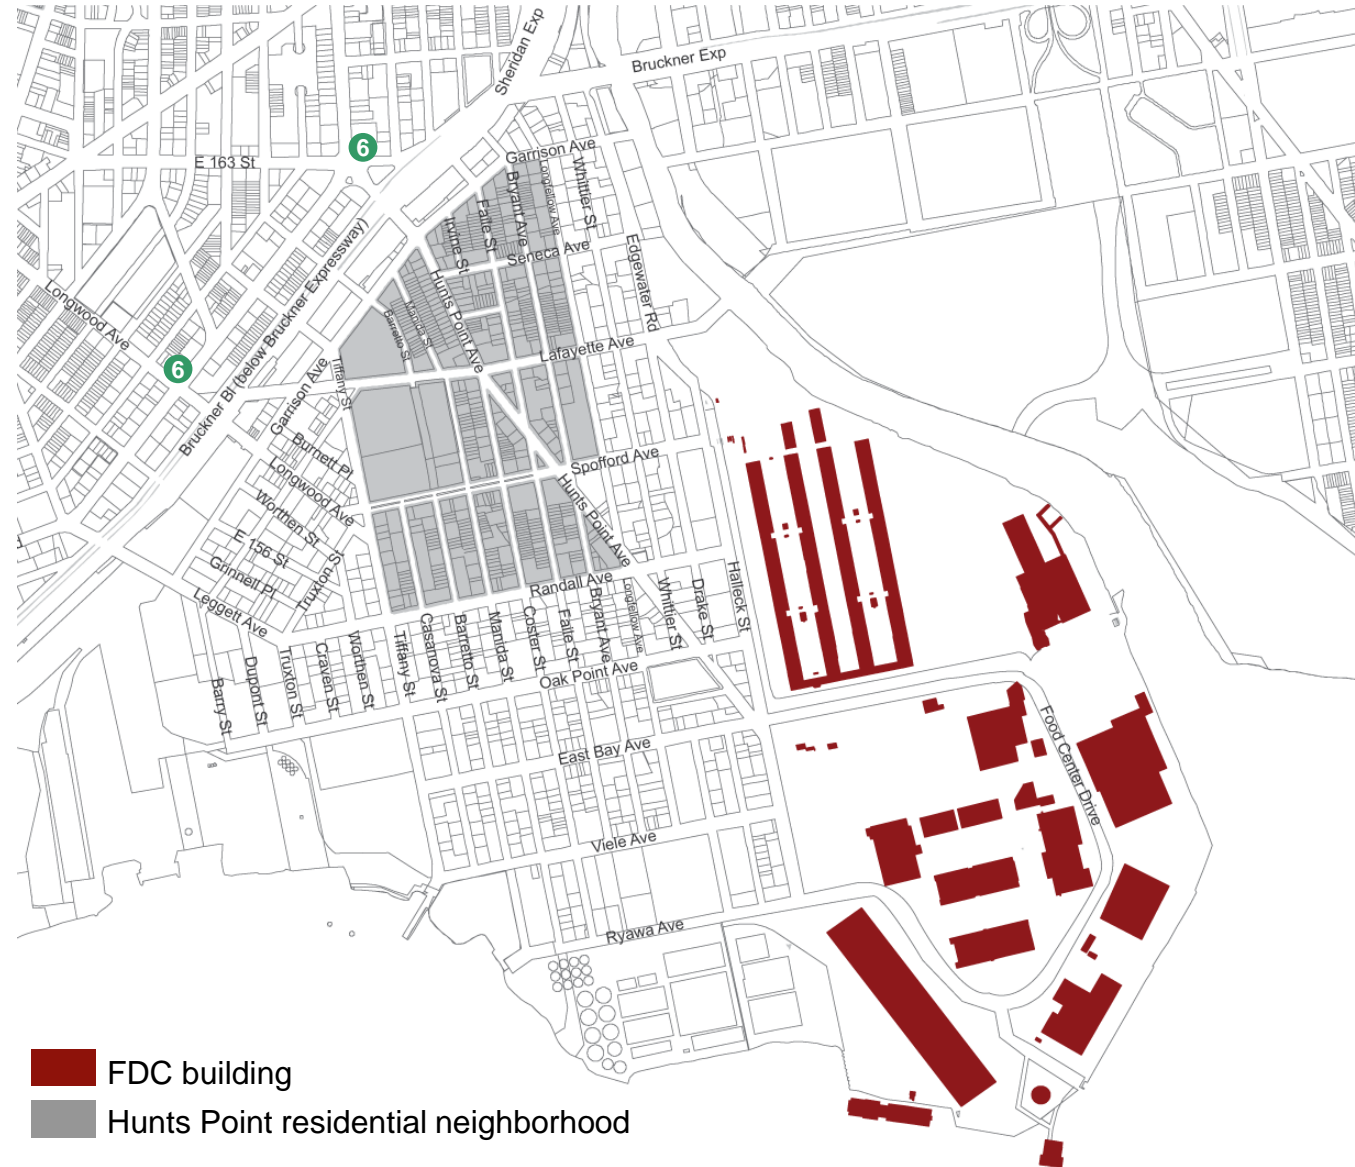 Sheridan Exp
Bruckner Exp
6
E 163 St
Garrison Ave
Longfellow Ave
Whittier St
Bryant Ave
Faile St
Irvine St
Seneca Ave
Edgewater Rd
Hunts Point Ave
Manida St
Barretto St
Longwood Ave
6
Bruckner Bl (below Bruckner Expressway)
Lafayette Ave
Tiffany St
Garrison Ave
Burnett Pl
Longwood Ave
Spofford Ave
Hunts Point Ave
Worthen St
E 156 St
Grinnell Pl
Truxton St
Leggett Ave
Randall Ave
Halleck St
Drake St
Whittier St
Longfellow Ave
Bryant Ave
Faile St
Coster St
Manida St
Barretto St
Casanova St
Tiffany St
Worthen St
Craven St
Truxton St
Dupont St
Barry St
Oak Point Ave
Food Center Drive
East Bay Ave
Viele Ave
Ryawa Ave
FDC building
Hunts Point residential neighborhood